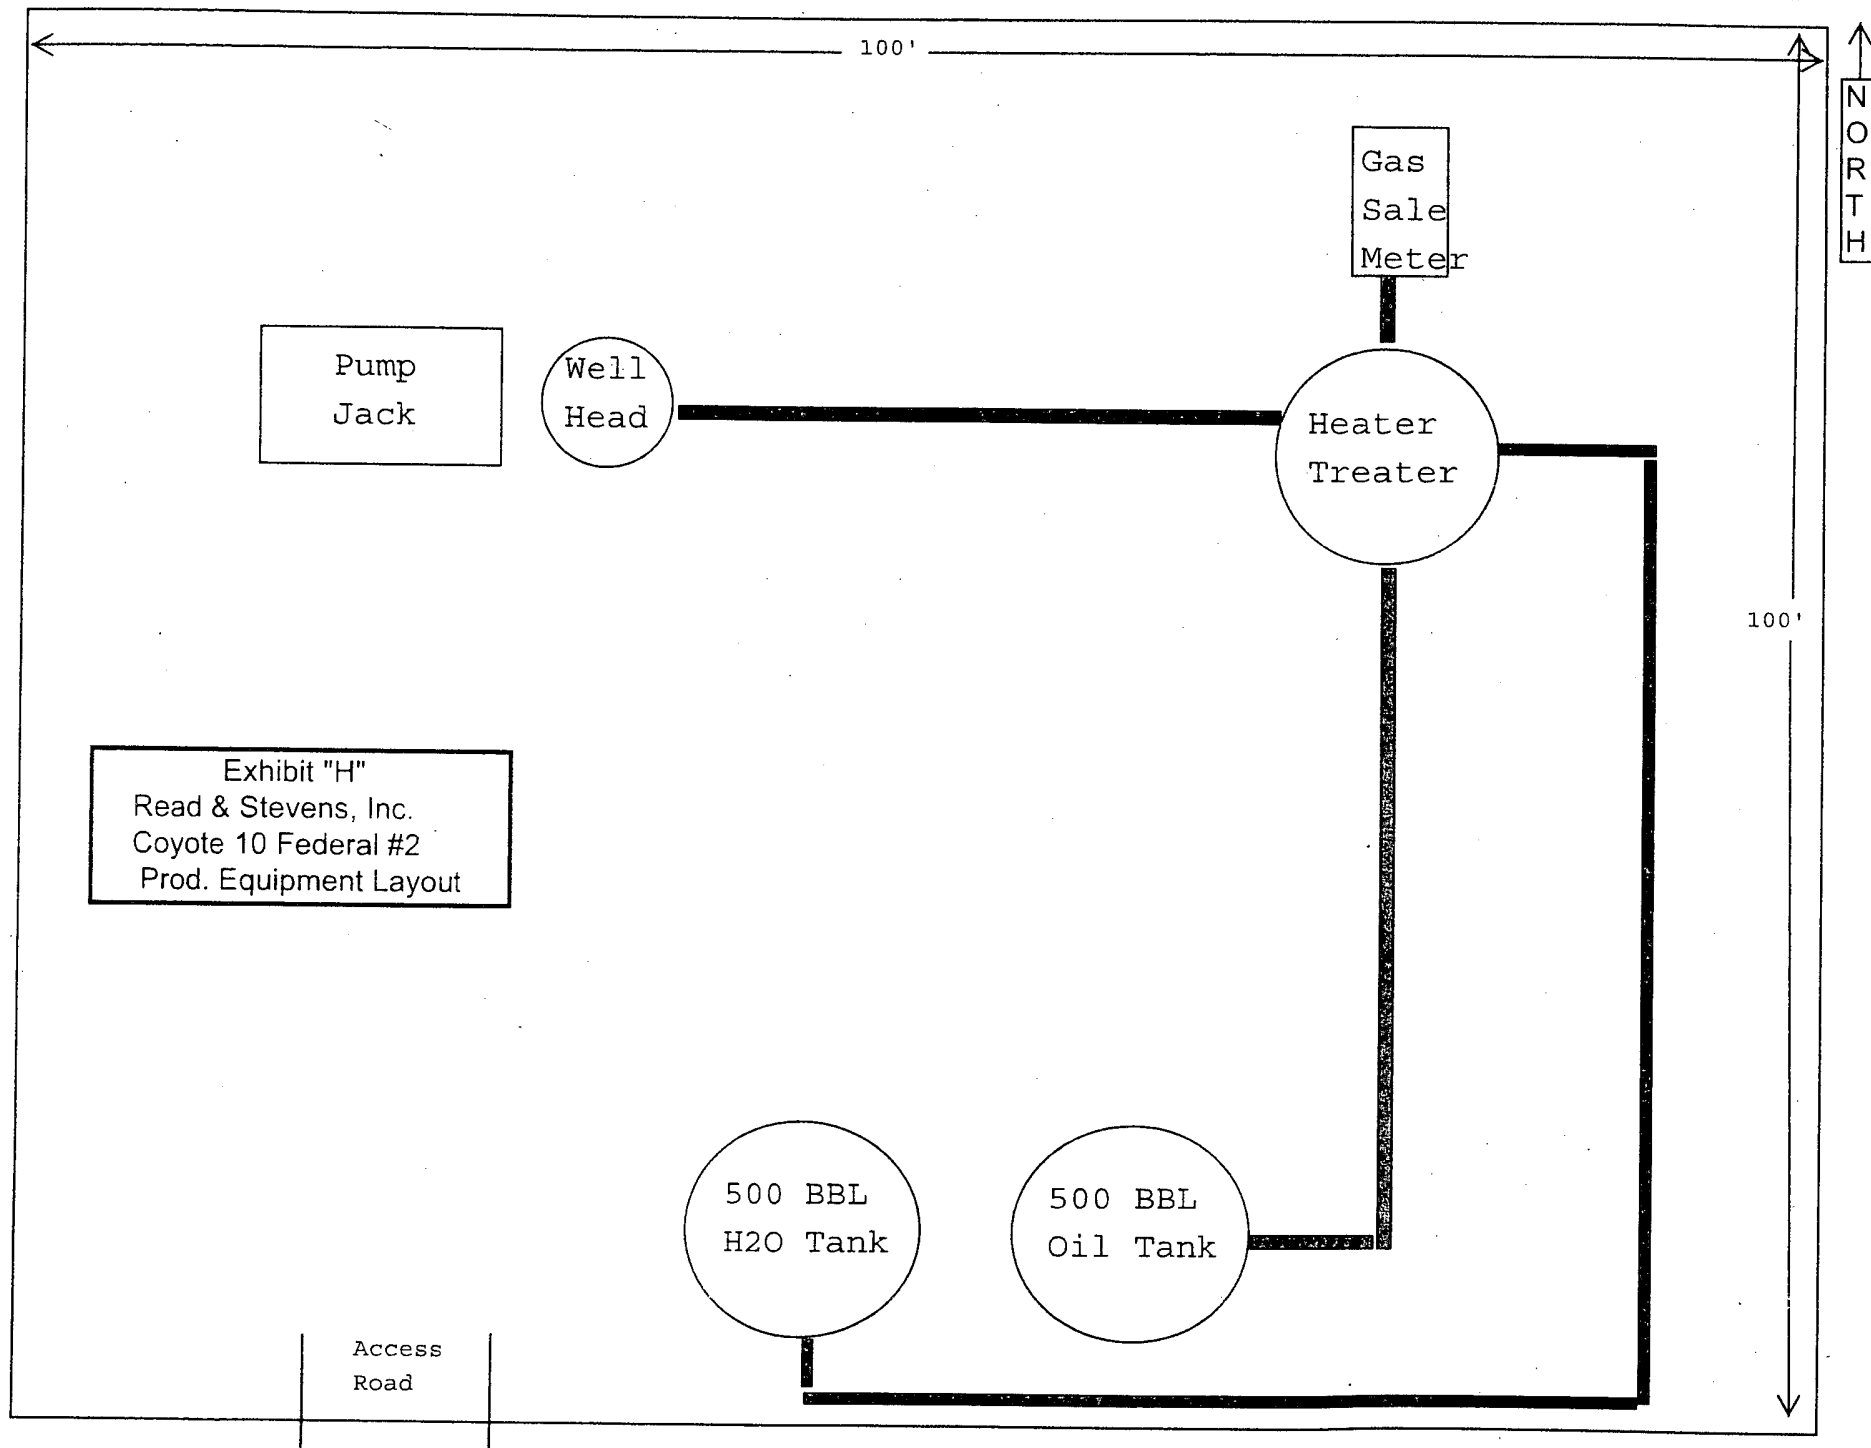 100'
N
O
R
T
H
Gas
Sale
Meter
Pump
Jack
Well
Head
Heater
Treater
100'
Exhibit "H"
Read & Stevens, Inc.
Coyote 10 Federal #2
Prod. Equipment Layout
500 BBL
H2O Tank
500 BBL
Oil Tank
Access
Road